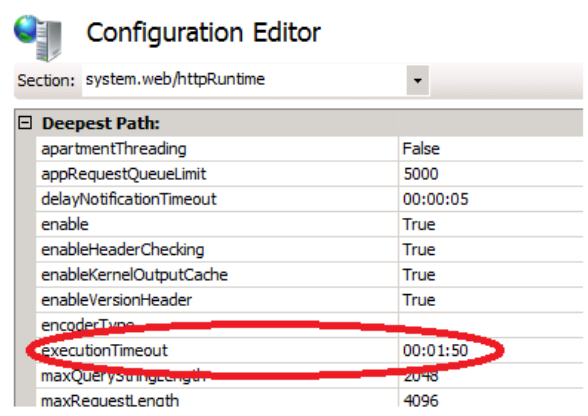 Configuration Editor
Section: system.web/httpRuntime
Deepest Path:
apartmentThreading False
appRequestQueueLimit 5000
delayNotificationTimeout 00:00:05
enable True
enableHeaderChecking True
enableKernelOutputCache True
enableVersionHeader True
encoderType
executionTimeout 00:01:50
maxQueryStringLength 2048
maxRequestLength 4096